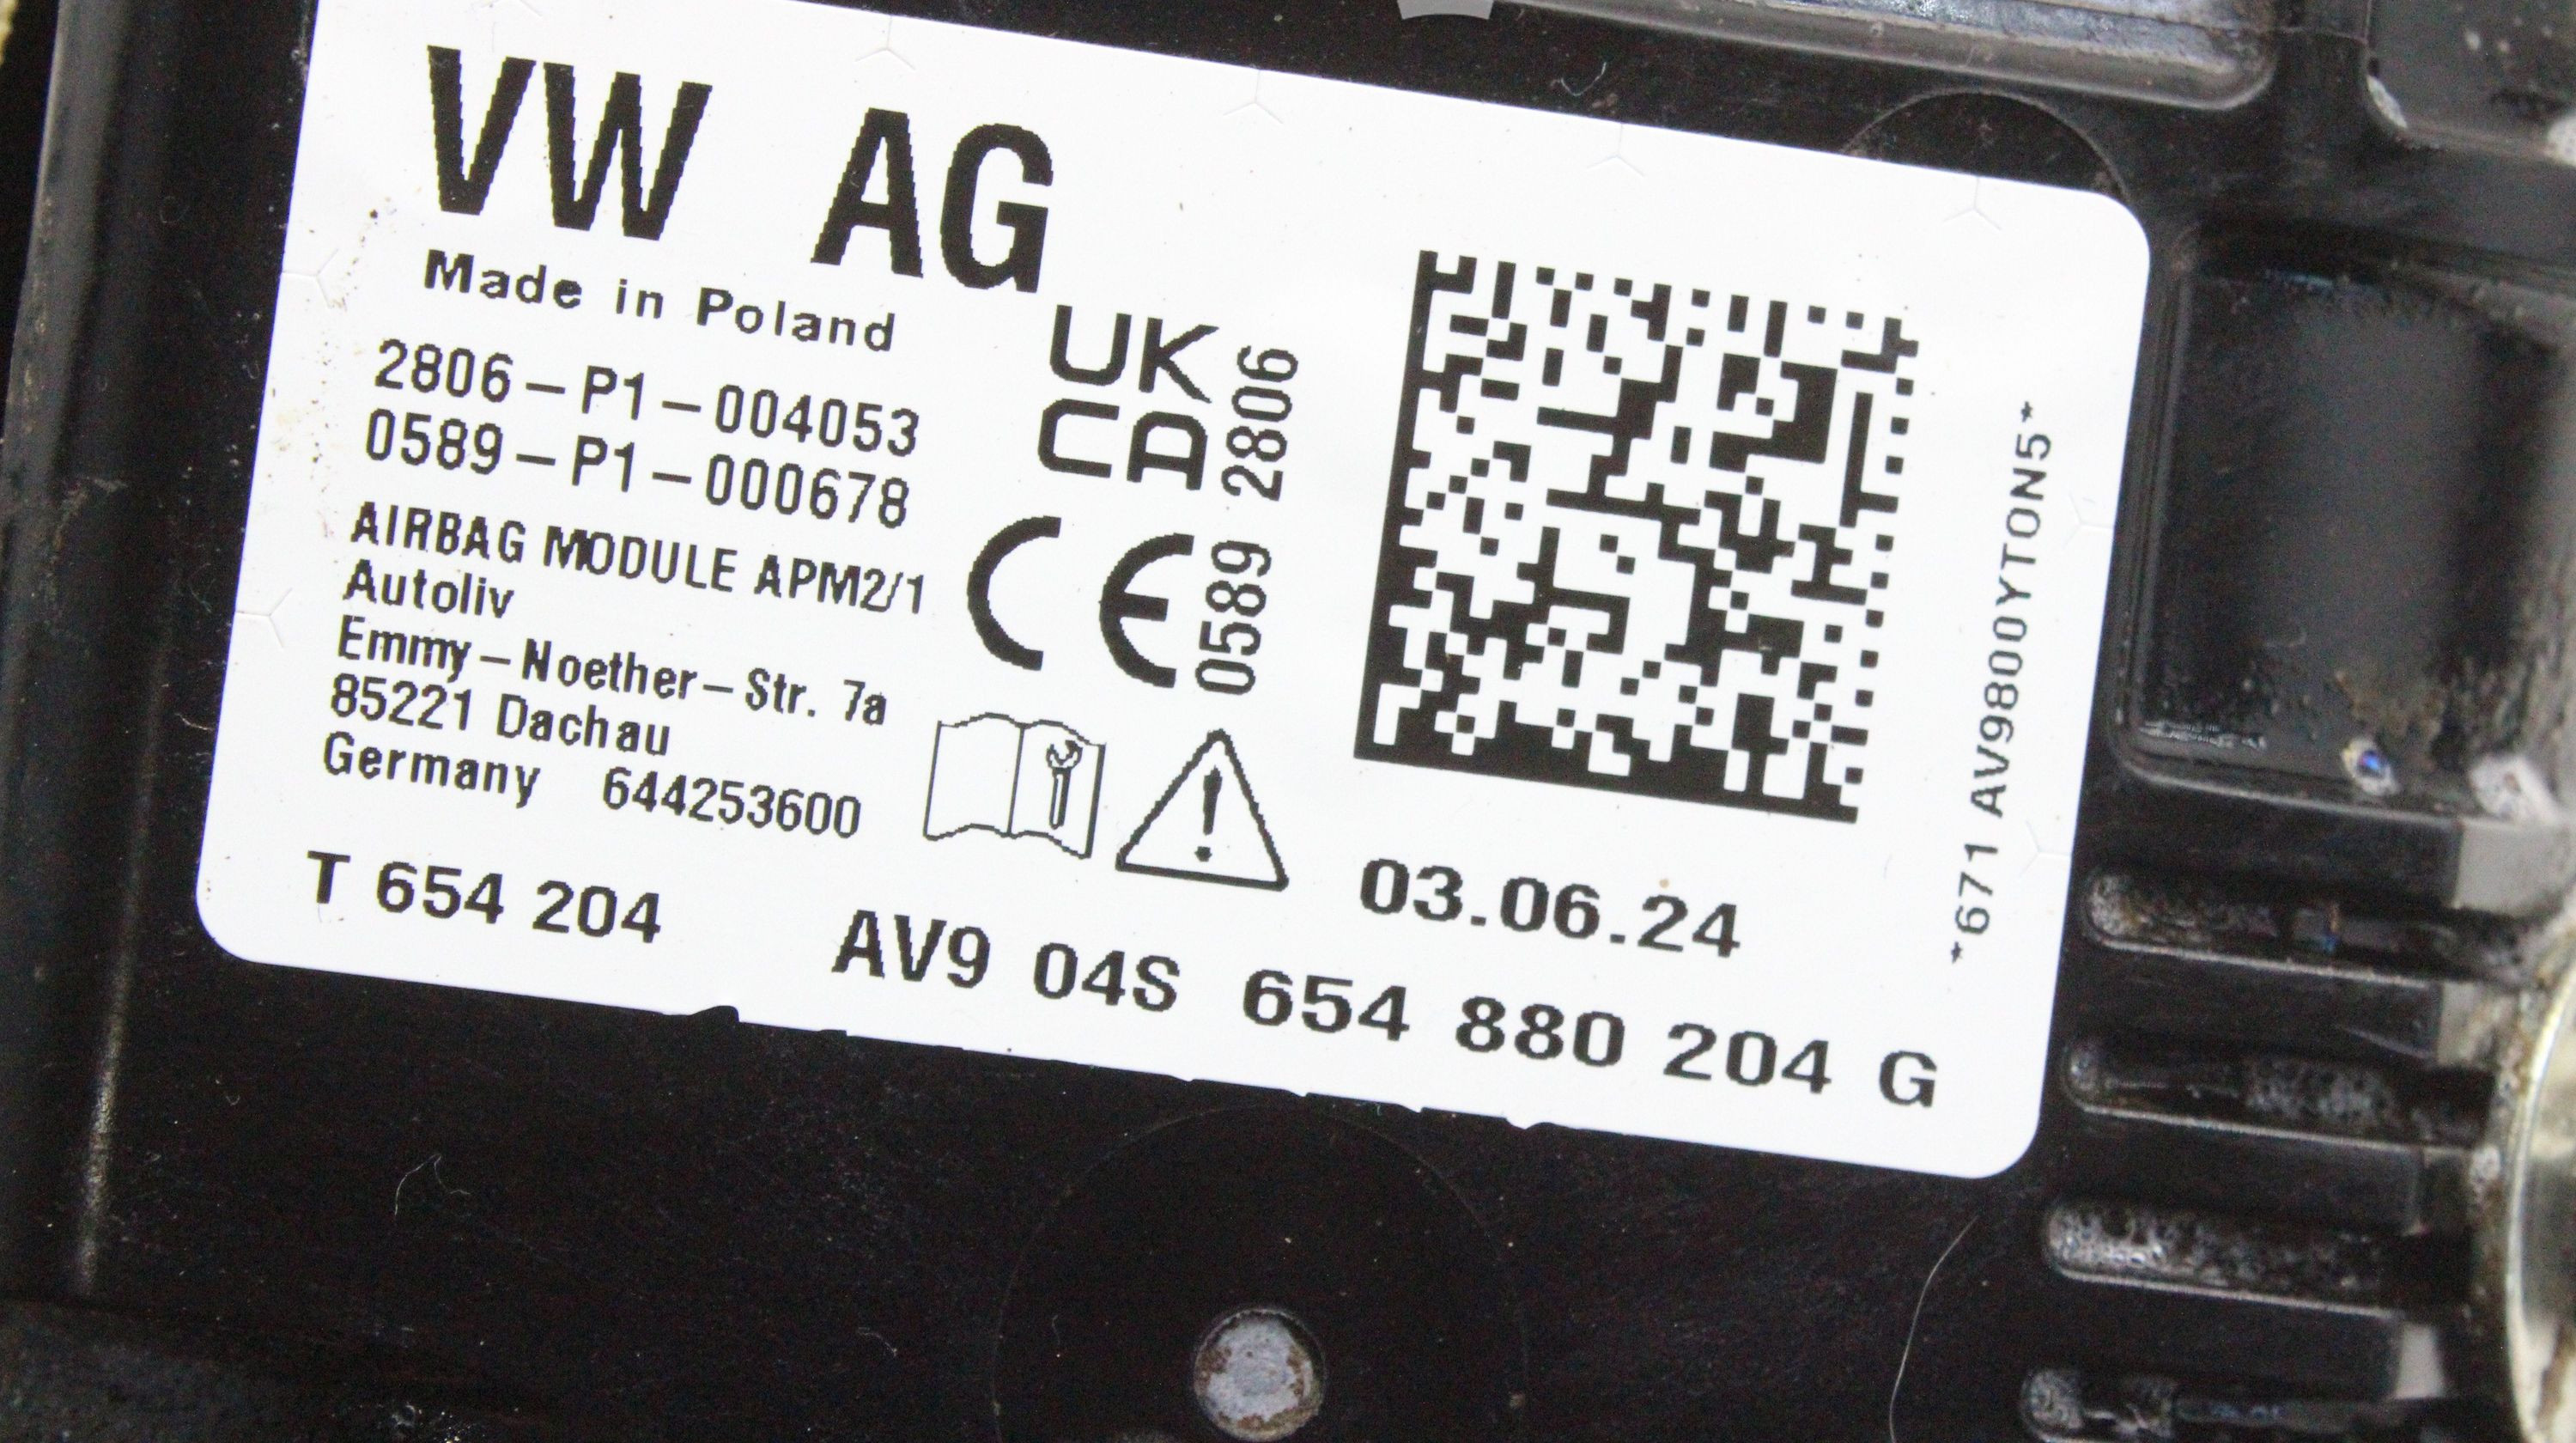 VW AG
Made in Poland
2806-P1-004053
0589-P1-000678
AIRBAG MODULE APM2/1
Autoliv
Emmy-Noether-Str. 7a
85221 Dachau
Germany 644253600
UK
CA
2806
CE
0589
T 654 204
03.06.24
AV9 04S 654 880 204 G
*671 AV9800YTON5*